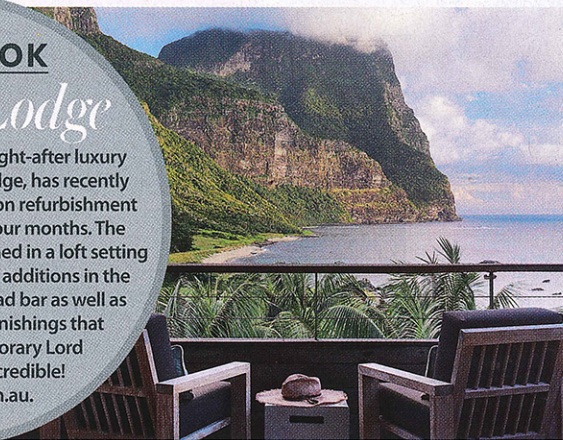 OK
Lodge
ght-after luxury
dge, has recently
on refurbishment
our months. The
ed in a loft setting
additions in the
ad bar as well as
nishings that
orary Lord
credible!
.au.